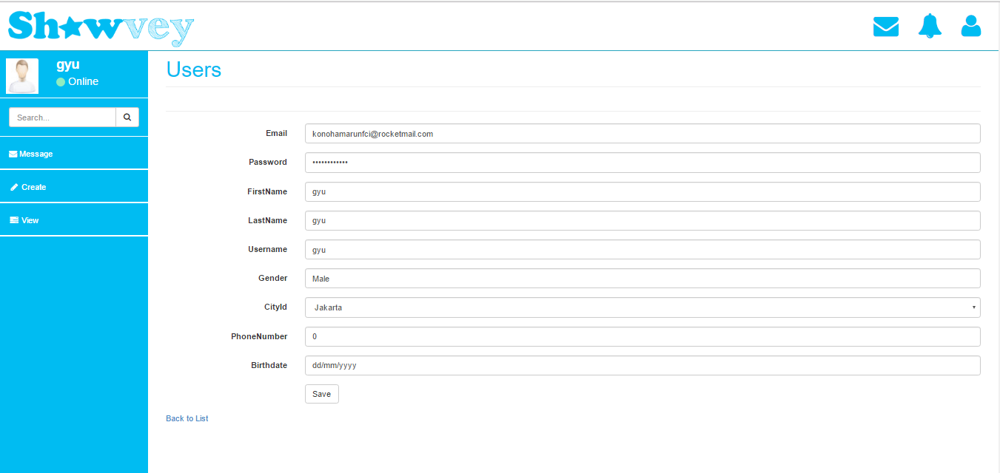 Sh★wvey
gyu
Online
Search...
Message
Create
View
Users
Email konohamarunfci@rocketmail.com
Password ••••••••••••
FirstName gyu
LastName gyu
Username gyu
Gender Male
CityId Jakarta
PhoneNumber 0
Birthdate dd/mm/yyyy
Save
Back to List